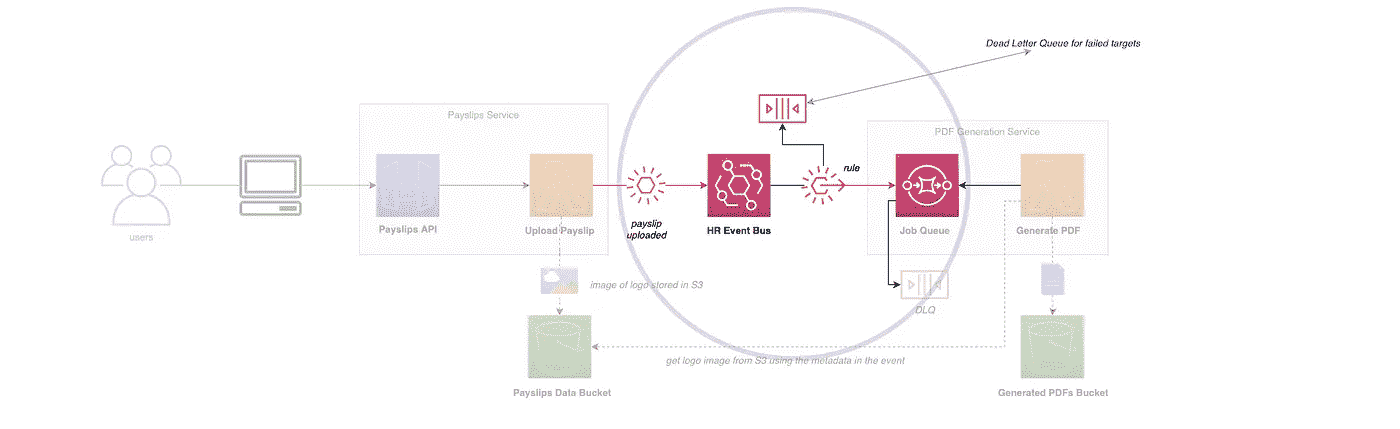 Dead Letter Queue for failed targets
Payslips Service
PDF Generation Service
rule
users
Payslips API
Upload Payslip
payslip
uploaded
HR Event Bus
Job Queue
Generate PDF
image of logo stored in S3
DLQ
get logo image from S3 using the metadata in the event
Payslips Data Bucket
Generated PDFs Bucket